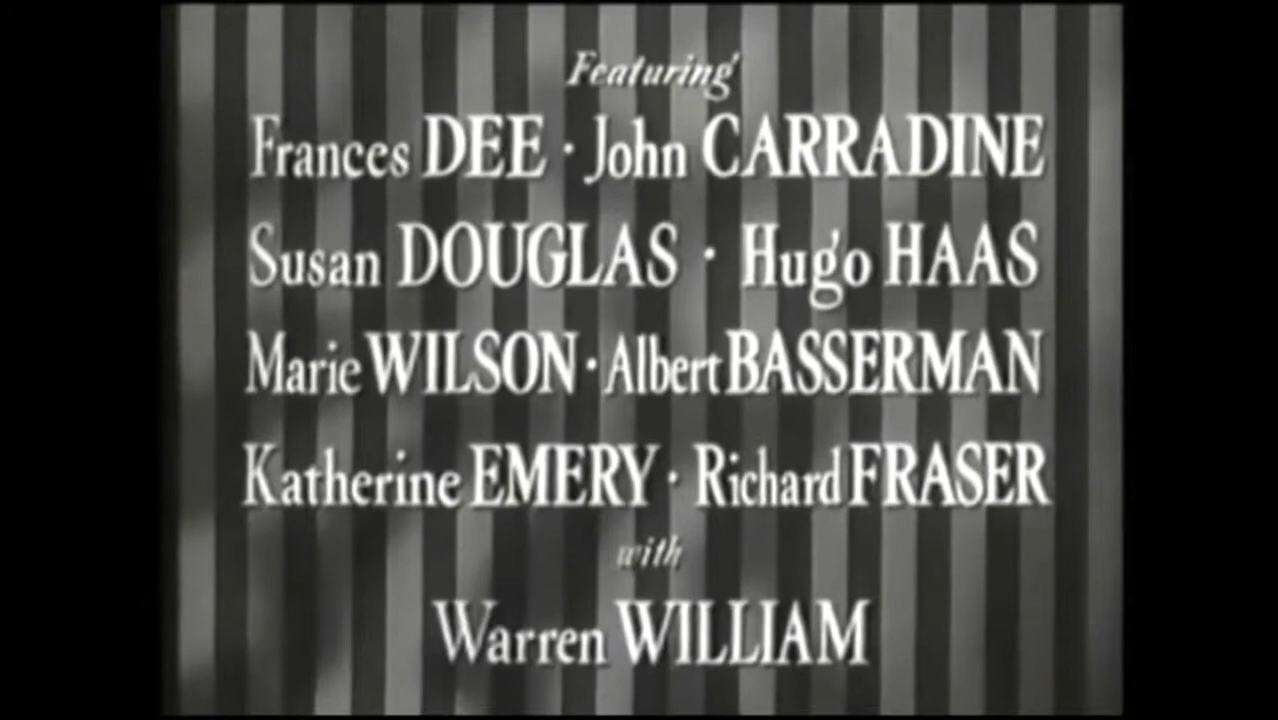 Featuring
Frances DEE · John CARRADINE
Susan DOUGLAS · Hugo HAAS
Marie WILSON · Albert BASSERMAN
Katherine EMERY · Richard FRASER
with
Warren WILLIAM